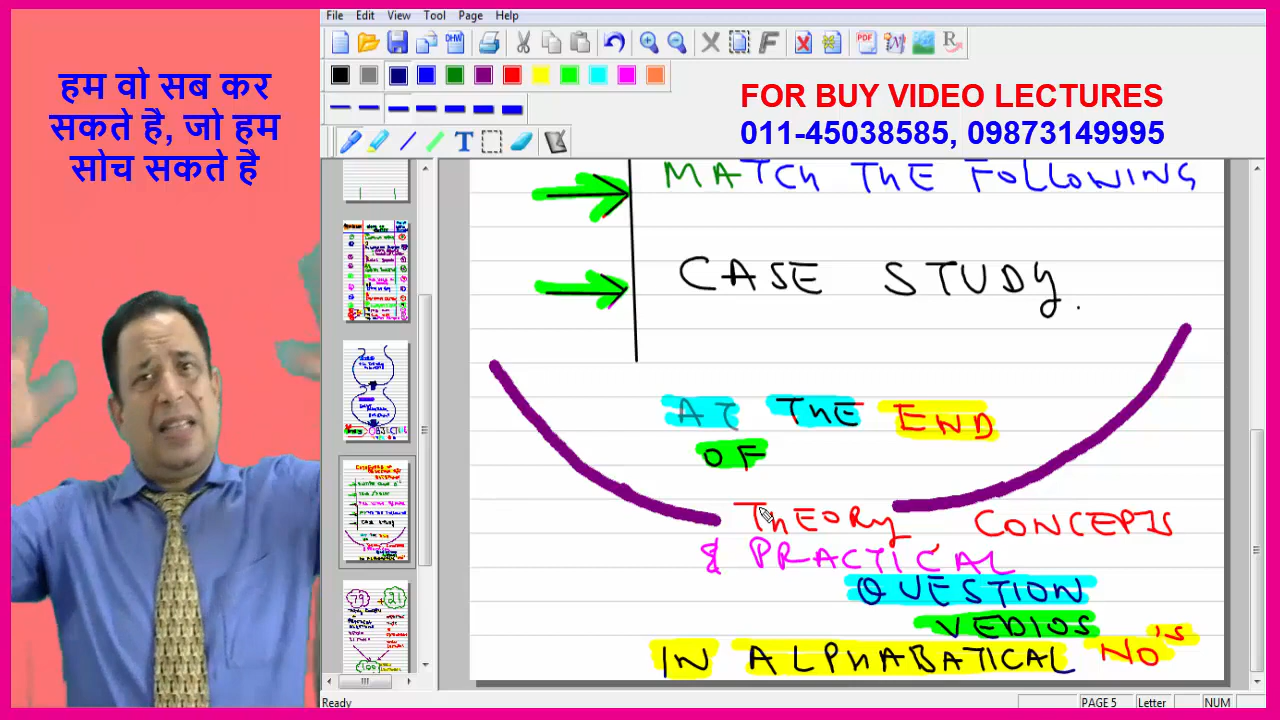 हम वो सब कर
सकते है, जो हम
सोच सकते है
File Edit View Tool Page Help
FOR BUY VIDEO LECTURES
011-45038585, 09873149995
MATCH THE FOLLOWING
CASE STUDY.
AT THE END
OF
THEORY CONCEPTS
& PRACTICAL
QUESTION
VEDIOS
IN ALPHABATICAL NO'S
Ready PAGE 5 Letter NUM